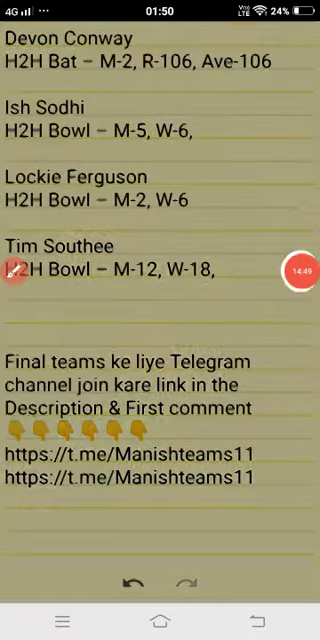 4G 01:50 Vo) LTE 24%
Devon Conway
H2H Bat – M-2, R-106, Ave-106
Ish Sodhi
H2H Bowl – M-5, W-6,
Lockie Ferguson
H2H Bowl – M-2, W-6
Tim Southee
H2H Bowl – M-12, W-18,
14:49
Final teams ke liye Telegram
channel join kare link in the
Description & First comment
👇👇👇👇👇👇
https://t.me/Manishteams11
https://t.me/Manishteams11